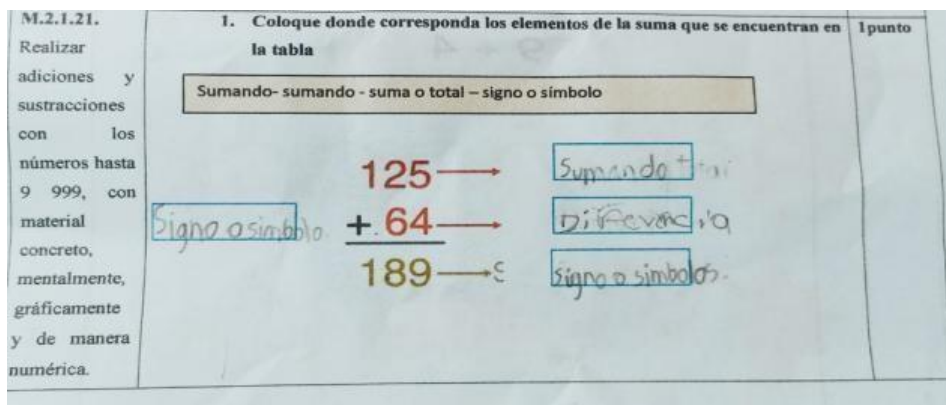 M.2.1.21.
Realizar
adiciones y
sustracciones
con los
números hasta
9 999, con
material
concreto,
mentalmente,
gráficamente
y de manera
numérica.
1. Coloque donde corresponda los elementos de la suma que se encuentran en
la tabla
1punto
Sumando- sumando - suma o total – signo o símbolo
125 Sumando
Signo o simbolo + 64 Diferencia
189 signo o simbolos.